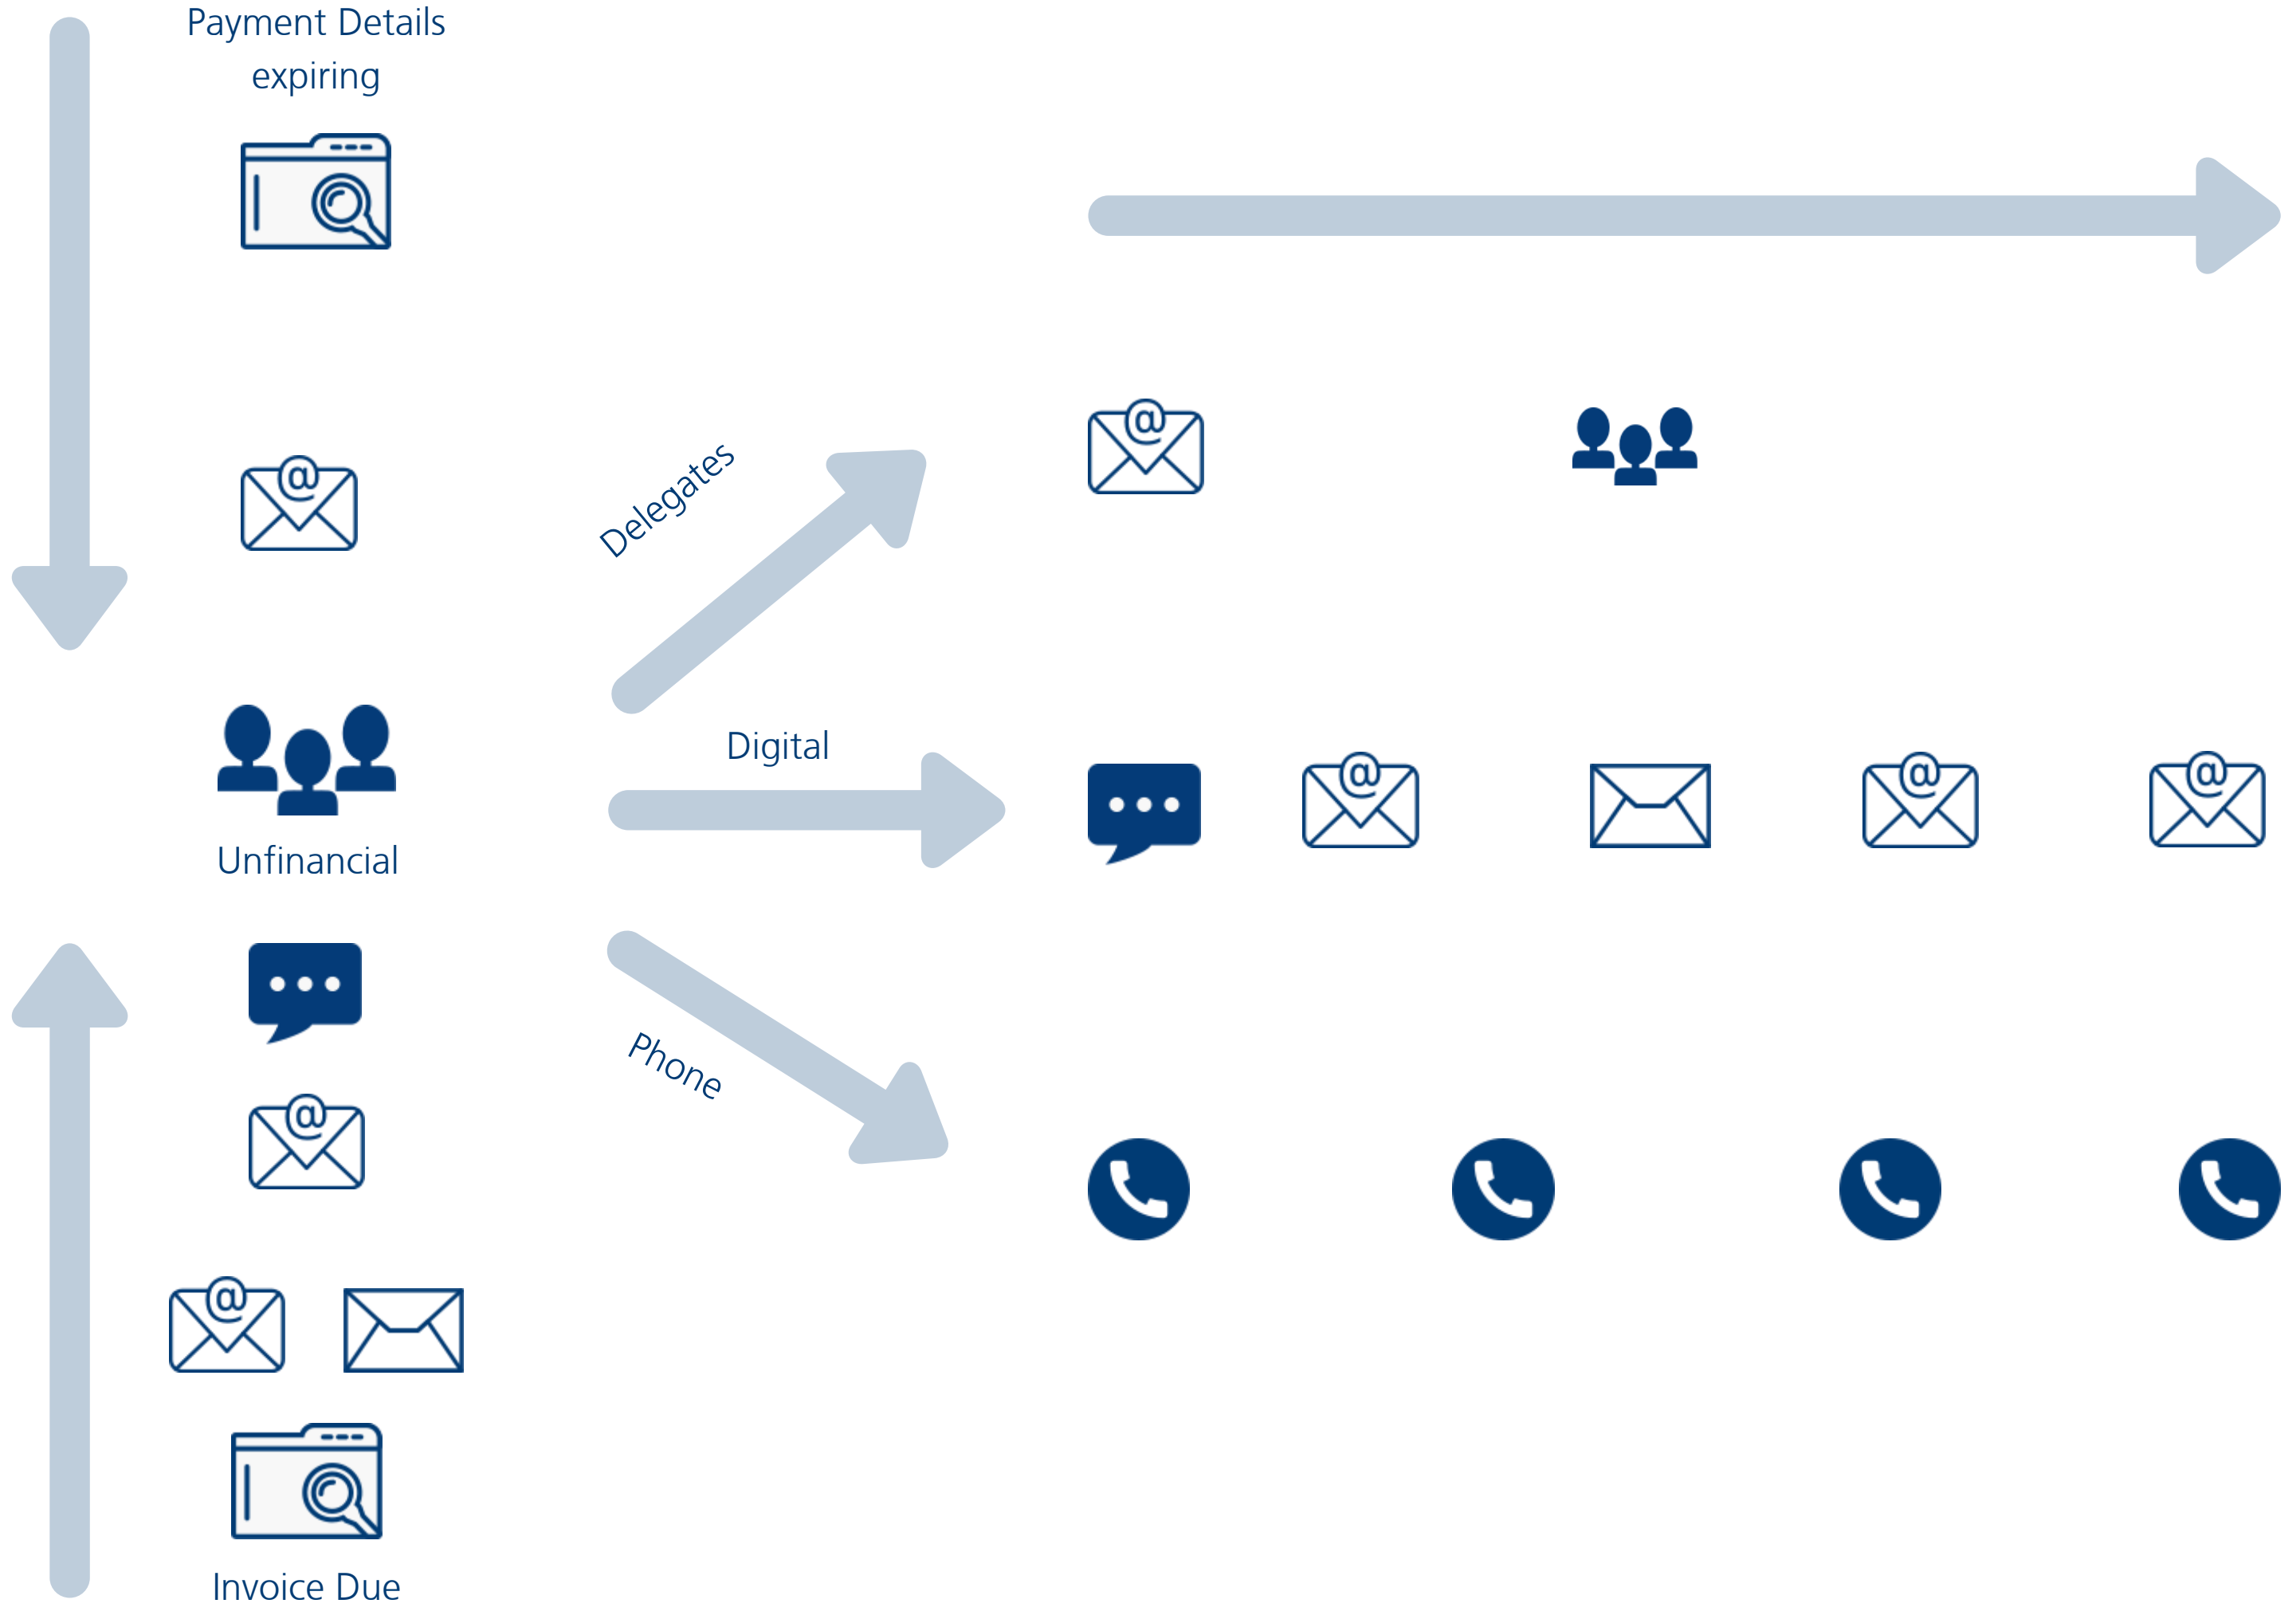 Payment Details
expiring
Delegates
Digital
Unfinancial
Phone
Invoice Due